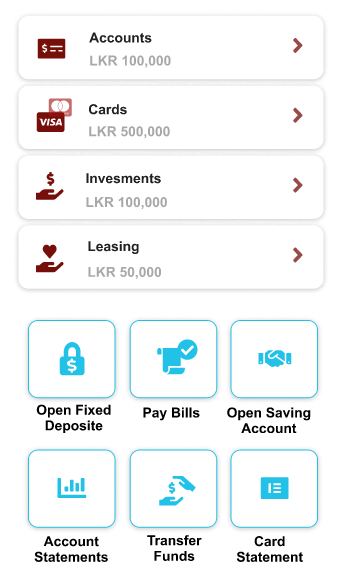 Accounts
LKR 100,000
VISA
Cards
LKR 500,000
$
Invesments
LKR 100,000
Leasing
LKR 50,000
Open Fixed
Deposite
Pay Bills
Open Saving
Account
Account
Statements
Transfer
Funds
Card
Statement